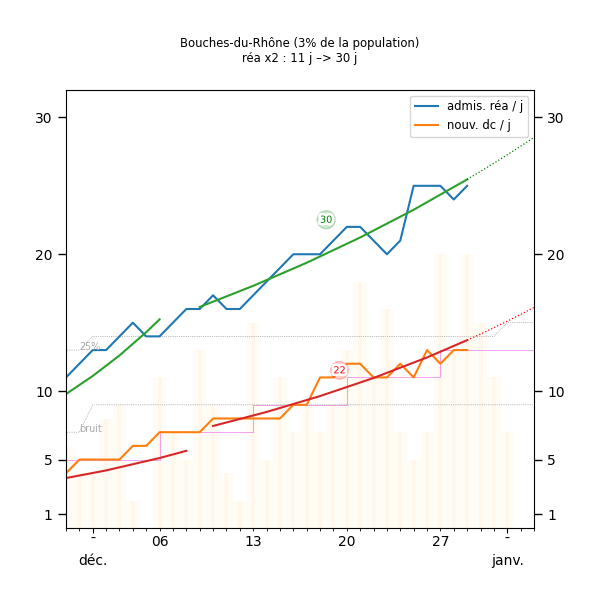 Bouches-du-Rhône (3% de la population)
réa x2 : 11 j –> 30 j
admis. réa / j
nouv. dc / j
30
30
30
20
20
25%
22
10
10
bruit
5
5
1
1
-
06
13
20
27
-
déc.
janv.